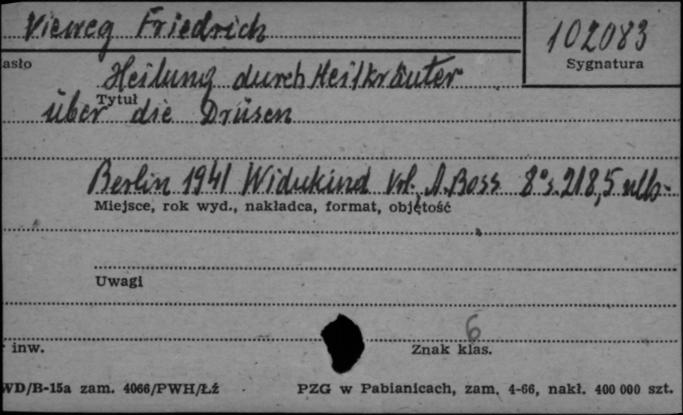 Vieweg Friedrich
102083
asło
Sygnatura
Heilung durch Heilkräuter
Tytuł
über die Drüsen
Berlin 1941 Widukind Vrl. A. Boss 8° s. 218, 5 nlb.
Miejsce, rok wyd., nakładca, format, objętość
Uwagi
6
r inw.
Znak klas.
WD/B-15a zam. 4066/PWH/Łź
PZG w Pabianicach, zam. 4-66, nakł. 400 000 szt.